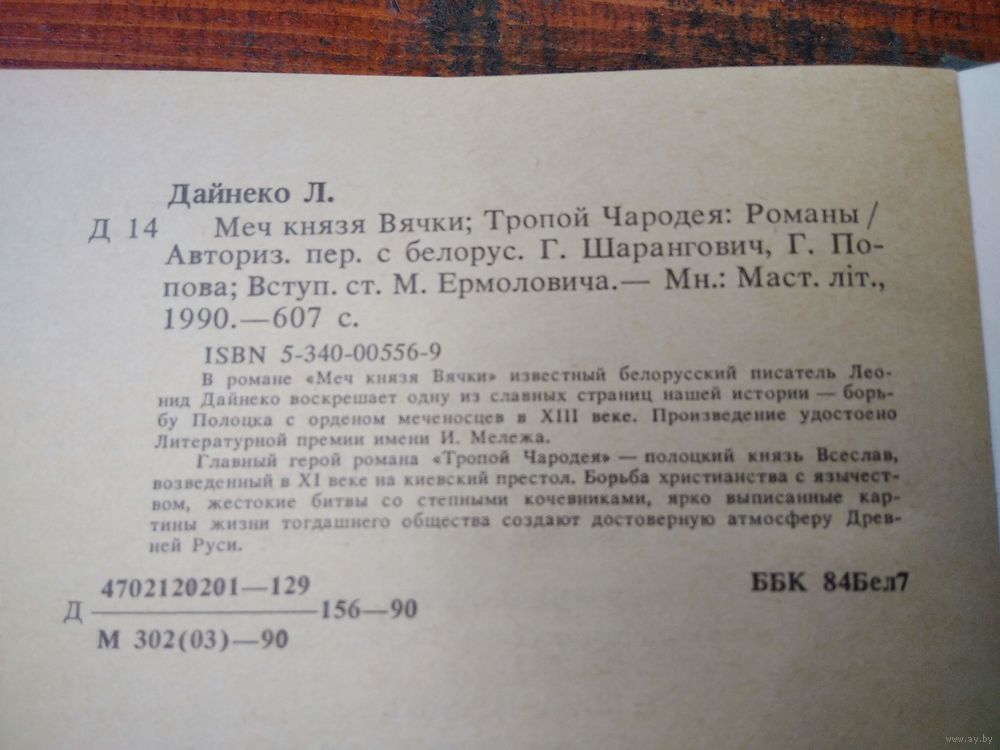 Дайнеко Л.
Д 14 Меч князя Вячки; Тропой Чародея: Романы /
Авториз. пер. с белорус. Г. Шарангович, Г. По-
пова; Вступ. ст. М. Ермоловича.— Мн.: Маст. літ.,
1990.—607 с.
ISBN 5-340-00556-9
В романе «Меч князя Вячки» известный белорусский писатель Лео-
нид Дайнеко воскрешает одну из славных страниц нашей истории — борь-
бу Полоцка с орденом меченосцев в XIII веке. Произведение удостоено
Литературной премии имени И. Мележа.
Главный герой романа «Тропой Чародея» — полоцкий князь Всеслав,
возведенный в XI веке на киевский престол. Борьба христианства с язычест-
вом, жестокие битвы со степными кочевниками, ярко выписанные кар-
тины жизни тогдашнего общества создают достоверную атмосферу Древ-
ней Руси.
4702120201—129
Д 156—90
М 302(03)—90
ББК 84Бел7
www.ay.by